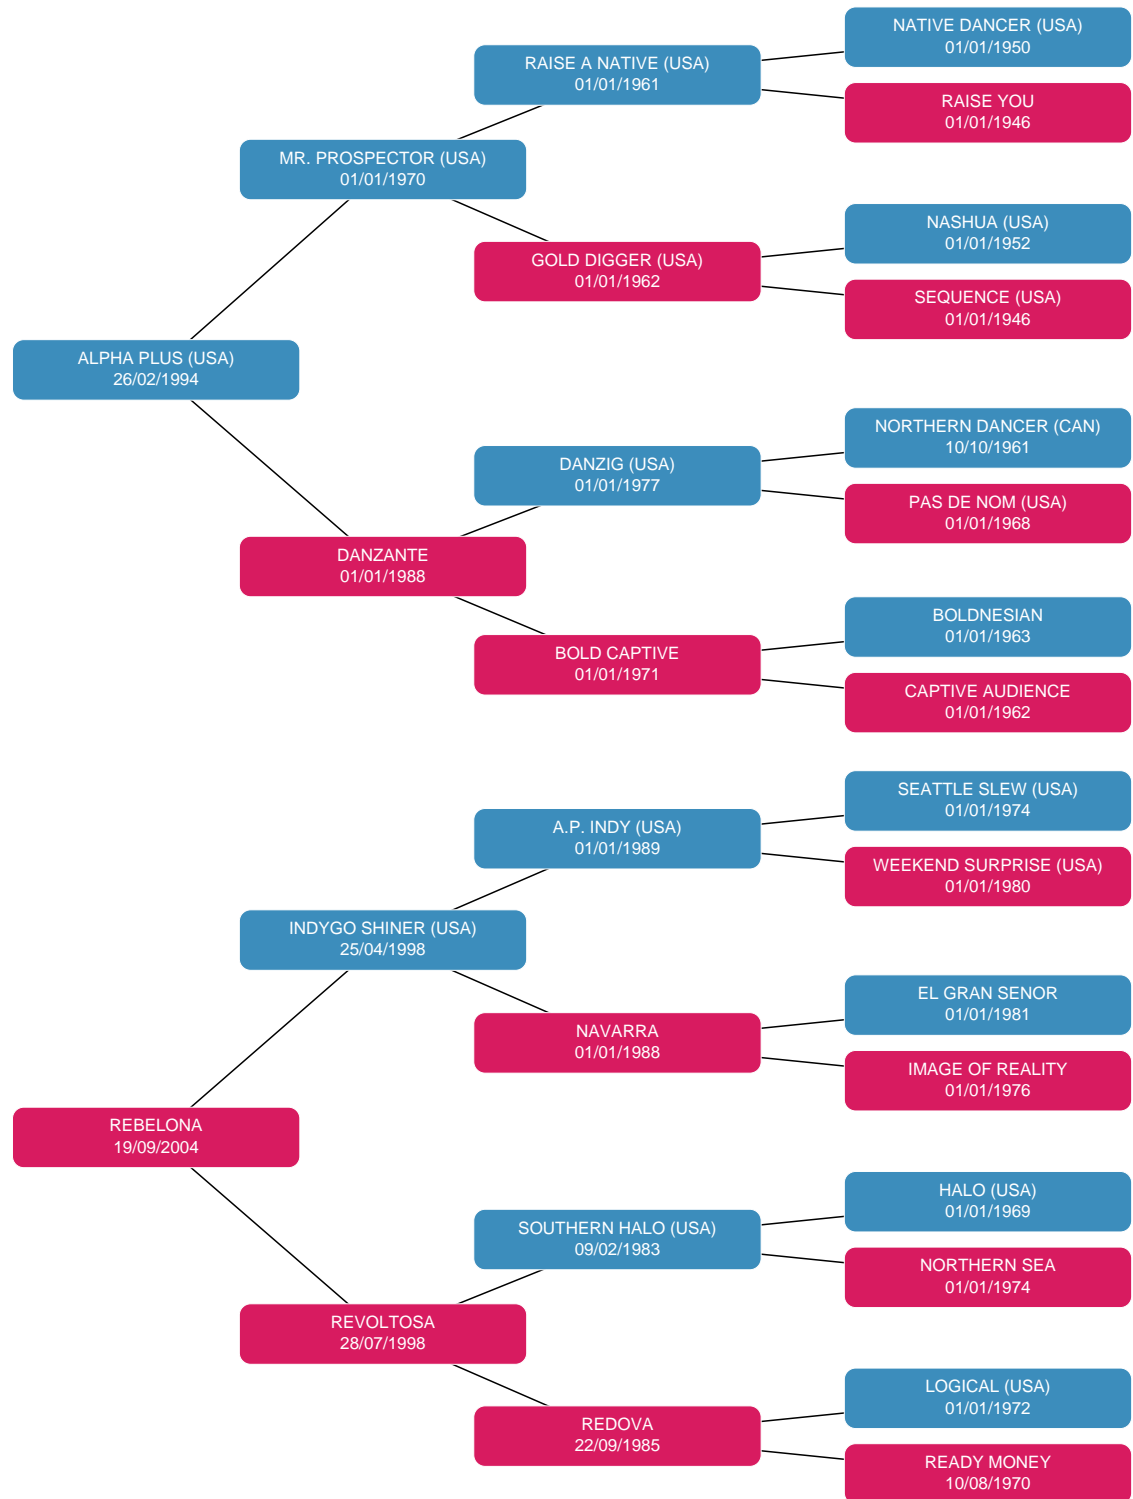 NATIVE DANCER (USA)
01/01/1950
RAISE A NATIVE (USA)
01/01/1961
RAISE YOU
01/01/1946
MR. PROSPECTOR (USA)
01/01/1970
NASHUA (USA)
01/01/1952
GOLD DIGGER (USA)
01/01/1962
SEQUENCE (USA)
01/01/1946
ALPHA PLUS (USA)
26/02/1994
NORTHERN DANCER (CAN)
10/10/1961
DANZIG (USA)
01/01/1977
PAS DE NOM (USA)
01/01/1968
DANZANTE
01/01/1988
BOLDNESIAN
01/01/1963
BOLD CAPTIVE
01/01/1971
CAPTIVE AUDIENCE
01/01/1962
SEATTLE SLEW (USA)
01/01/1974
A.P. INDY (USA)
01/01/1989
WEEKEND SURPRISE (USA)
01/01/1980
INDYGO SHINER (USA)
25/04/1998
EL GRAN SENOR
01/01/1981
NAVARRA
01/01/1988
IMAGE OF REALITY
01/01/1976
REBELONA
19/09/2004
HALO (USA)
01/01/1969
SOUTHERN HALO (USA)
09/02/1983
NORTHERN SEA
01/01/1974
REVOLTOSA
28/07/1998
LOGICAL (USA)
01/01/1972
REDOVA
22/09/1985
READY MONEY
10/08/1970